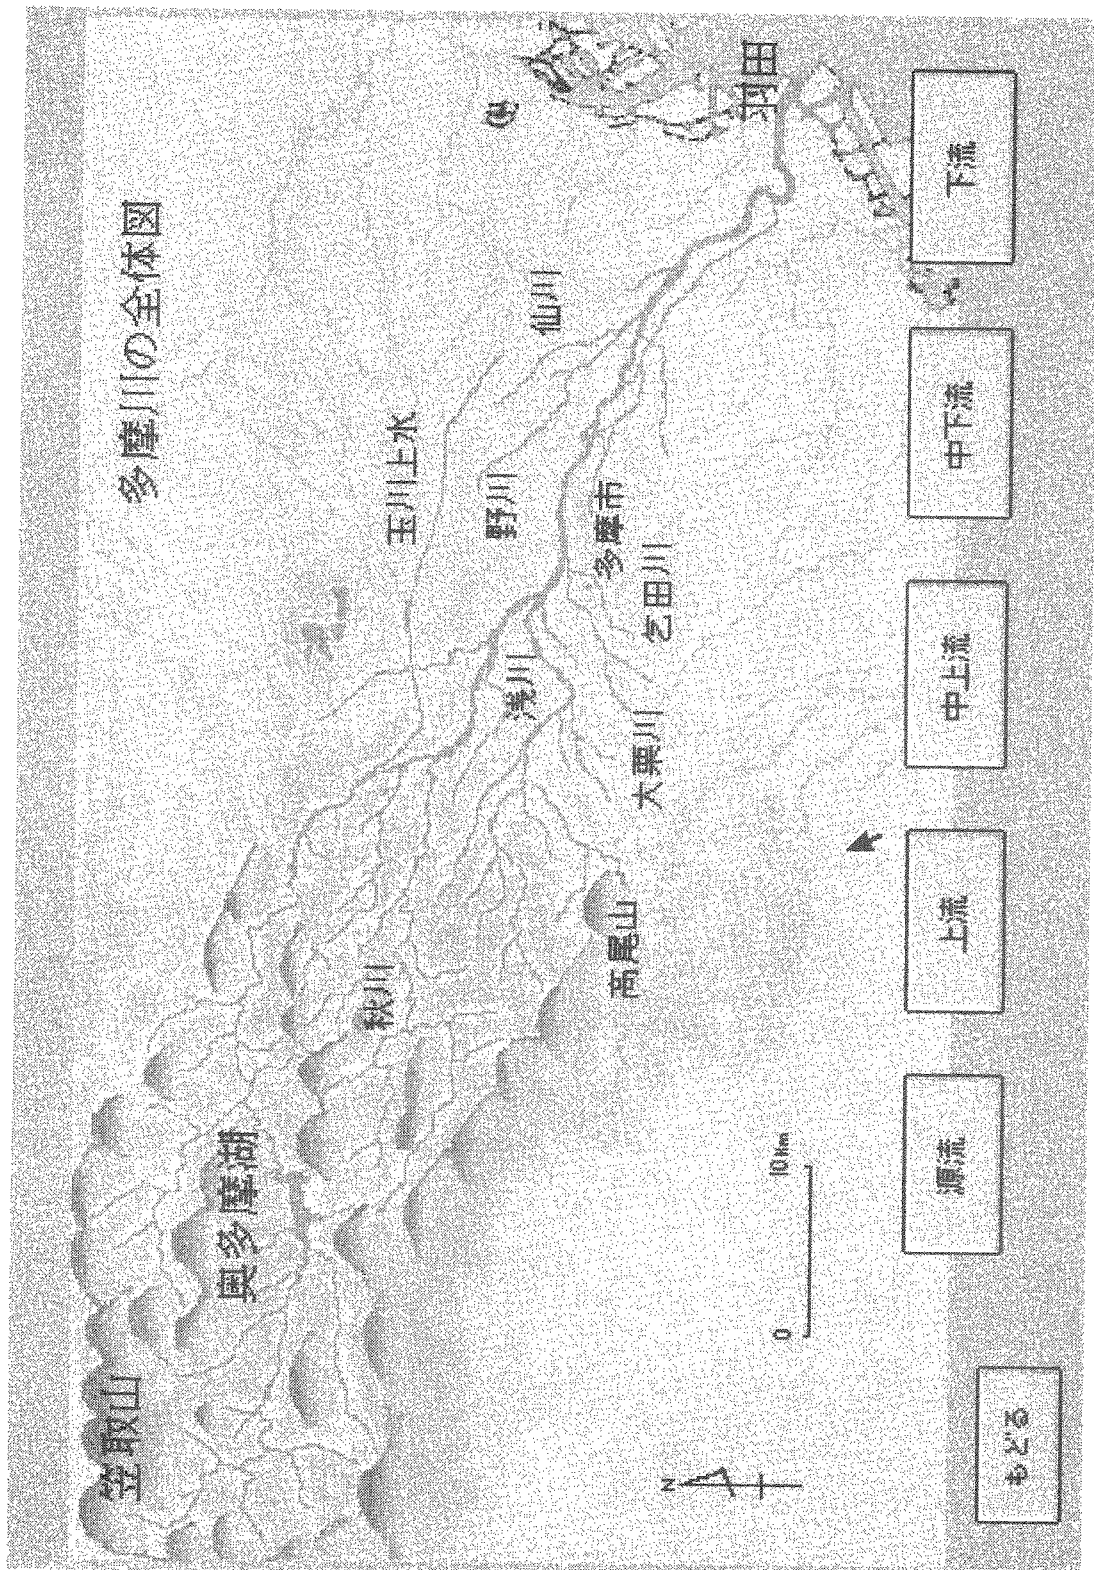 多摩川の全体図
笠取山
奥多摩湖
秋川
高尾山
玉川上水
野川
仙川
羽田
浅川
多摩市
乞田川
大栗川
N
0
10km
もどる
源流
上流
中上流
中下流
下流